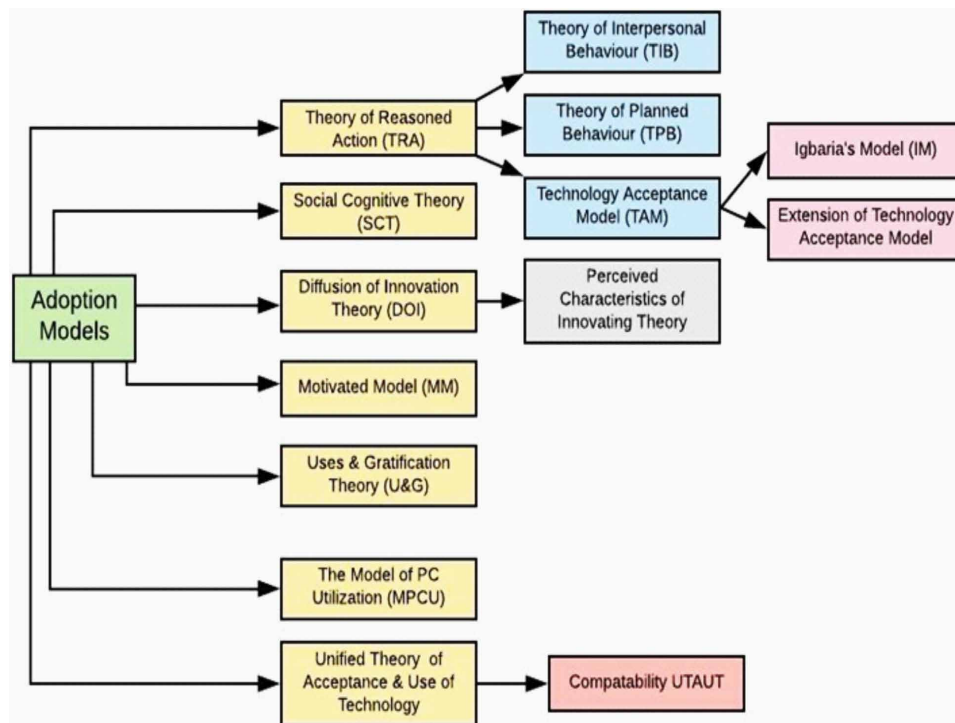 Theory of Interpersonal
Behaviour (TIB)
Theory of Reasoned
Action (TRA)
Theory of Planned
Behaviour (TPB)
Igbaria's Model (IM)
Technology Acceptance
Model (TAM)
Extension of Technology
Acceptance Model
Social Cognitive Theory
(SCT)
Adoption
Models
Diffusion of Innovation
Theory (DOI)
Perceived
Characteristics of
Innovating Theory
Motivated Model (MM)
Uses & Gratification
Theory (U&G)
The Model of PC
Utilization (MPCU)
Unified Theory of
Acceptance & Use of
Technology
Compatability UTAUT